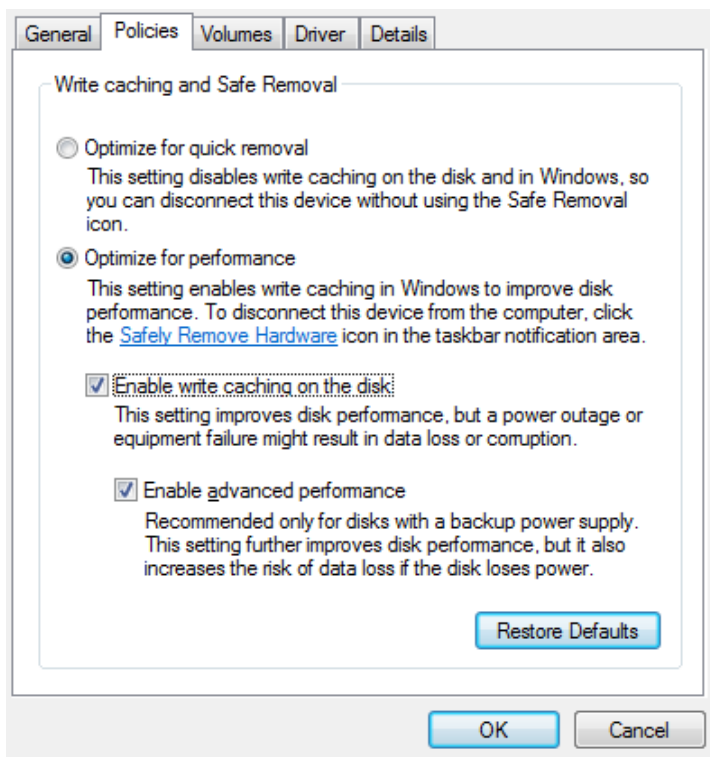 General Policies Volumes Driver Details
Write caching and Safe Removal
Optimize for quick removal
This setting disables write caching on the disk and in Windows, so
you can disconnect this device without using the Safe Removal
icon.
Optimize for performance
This setting enables write caching in Windows to improve disk
performance. To disconnect this device from the computer, click
the Safely Remove Hardware icon in the taskbar notification area.
Enable write caching on the disk
This setting improves disk performance, but a power outage or
equipment failure might result in data loss or corruption.
Enable advanced performance
Recommended only for disks with a backup power supply.
This setting further improves disk performance, but it also
increases the risk of data loss if the disk loses power.
Restore Defaults
OK Cancel